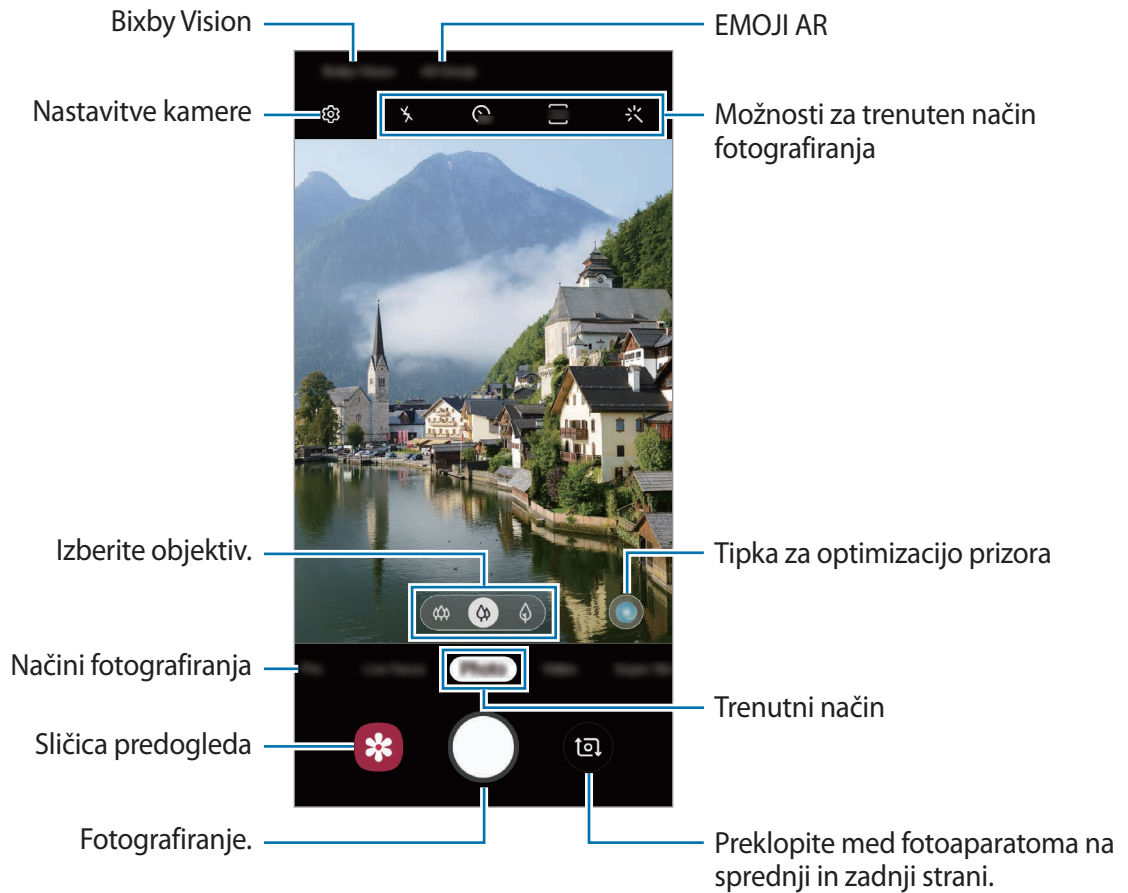 Bixby Vision
EMOJI AR
Nastavitve kamere
Možnosti za trenuten način
fotografiranja
Izberite objektiv.
Tipka za optimizacijo prizora
Načini fotografiranja
Trenutni način
Sličica predogleda
Fotografiranje.
Preklopite med fotoaparatoma na
sprednji in zadnji strani.